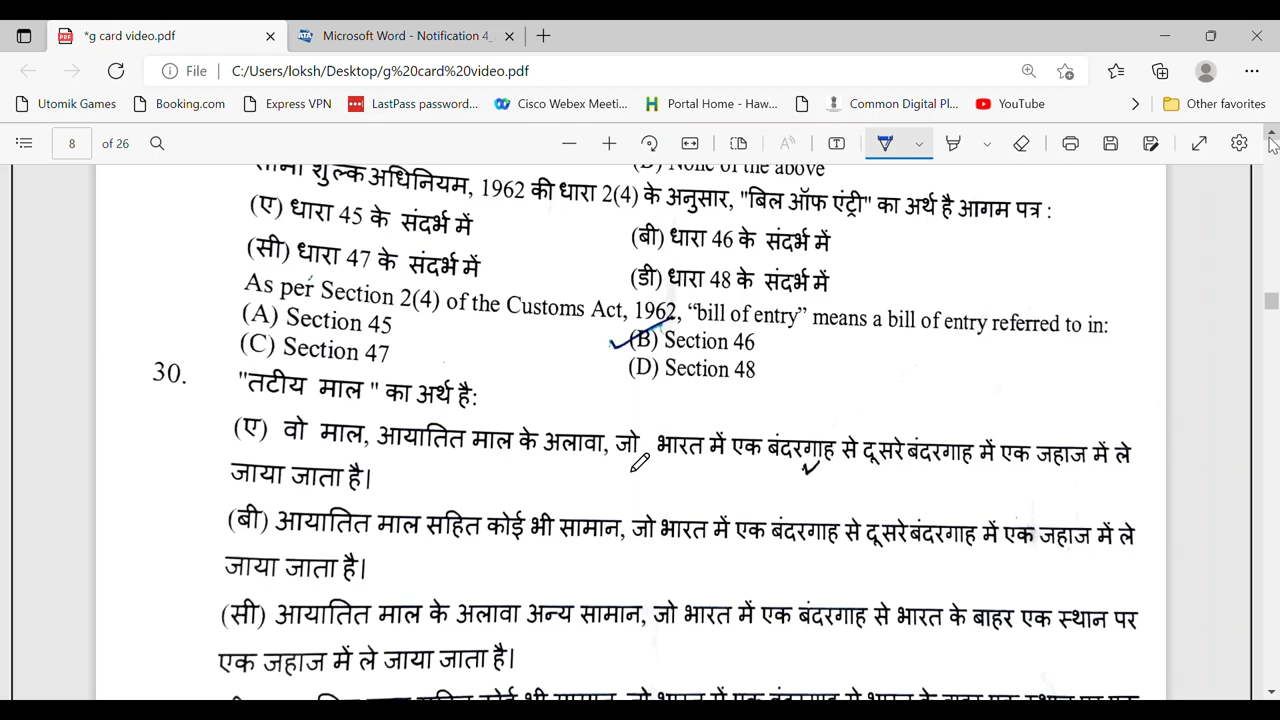 *g card video.pdf
Microsoft Word - Notification 4_
File
C:/Users/loksh/Desktop/g%20card%20video.pdf
Utomik Games
Booking.com
Express VPN
LastPass password...
Cisco Webex Meeti...
Portal Home - Haw...
Common Digital Pl...
YouTube
Other favorites
8 of 26
(D) None of the above
शुल्क अधिनियम, 1962 की धारा 2(4) के अनुसार, "बिल ऑफ एंट्री" का अर्थ है आगम पत्र :
(ए) धारा 45 के संदर्भ में
(बी) धारा 46 के संदर्भ में
(सी) धारा 47 के संदर्भ में
(डी) धारा 48 के संदर्भ में
As per Section 2(4) of the Customs Act, 1962, “bill of entry” means a bill of entry referred to in:
(A) Section 45
(B) Section 46
(C) Section 47
(D) Section 48
30. "तटीय माल " का अर्थ है:
(ए) वो माल, आयातित माल के अलावा, जो भारत में एक बंदरगाह से दूसरे बंदरगाह में एक जहाज में ले
जाया जाता है।
(बी) आयातित माल सहित कोई भी सामान, जो भारत में एक बंदरगाह से दूसरे बंदरगाह में एक जहाज में ले
जाया जाता है।
(सी) आयातित माल के अलावा अन्य सामान, जो भारत में एक बंदरगाह से भारत के बाहर एक स्थान पर
एक जहाज में ले जाया जाता है।